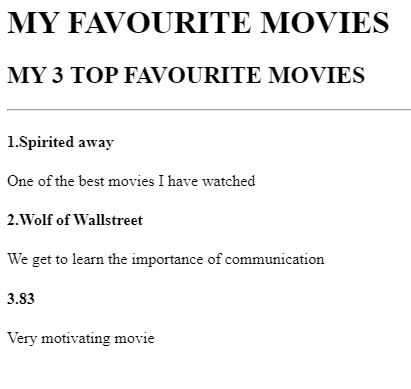 MY FAVOURITE MOVIES
MY 3 TOP FAVOURITE MOVIES
1.Spirited away
One of the best movies I have watched
2.Wolf of Wallstreet
We get to learn the importance of communication
3.83
Very motivating movie